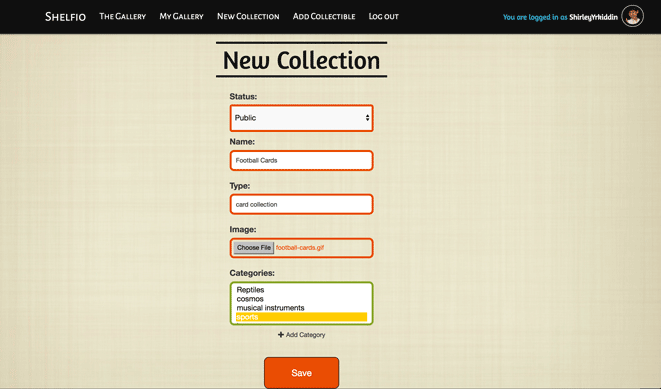 Shelfio
The Gallery
My Gallery
New Collection
Add Collectible
Log out
You are logged in as ShirleyYrkiddin
New Collection
Status:
Public
Name:
Football Cards
Type:
card collection
Image:
Choose File football-cards.gif
Categories:
Reptiles
cosmos
musical instruments
sports
+ Add Category
Save